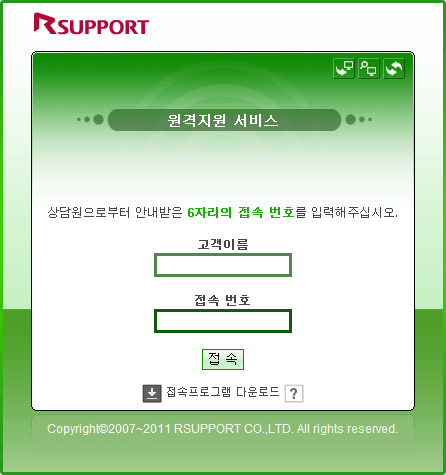 RSUPPORT
원격지원 서비스
상담원으로부터 안내받은 6자리의 접속 번호를 입력해주십시오.
고객이름
접속 번호
접 속
접속프로그램 다운로드 ?
Copyright©2007~2011 RSUPPORT CO.,LTD. All rights reserved.